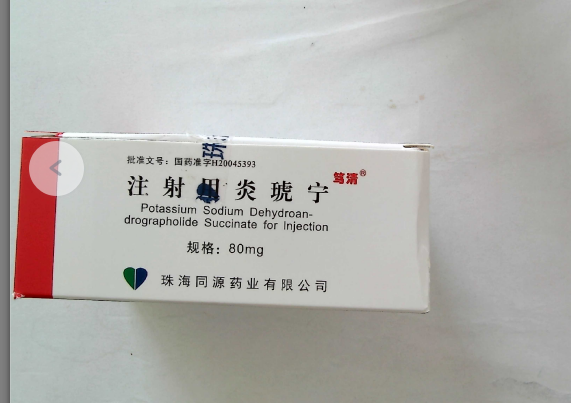 批准文号：国药准字H20045393
注射用炎琥宁 笃清®
Potassium Sodium Dehydroan-
drographolide Succinate for Injection
规格：80mg
珠海同源药业有限公司